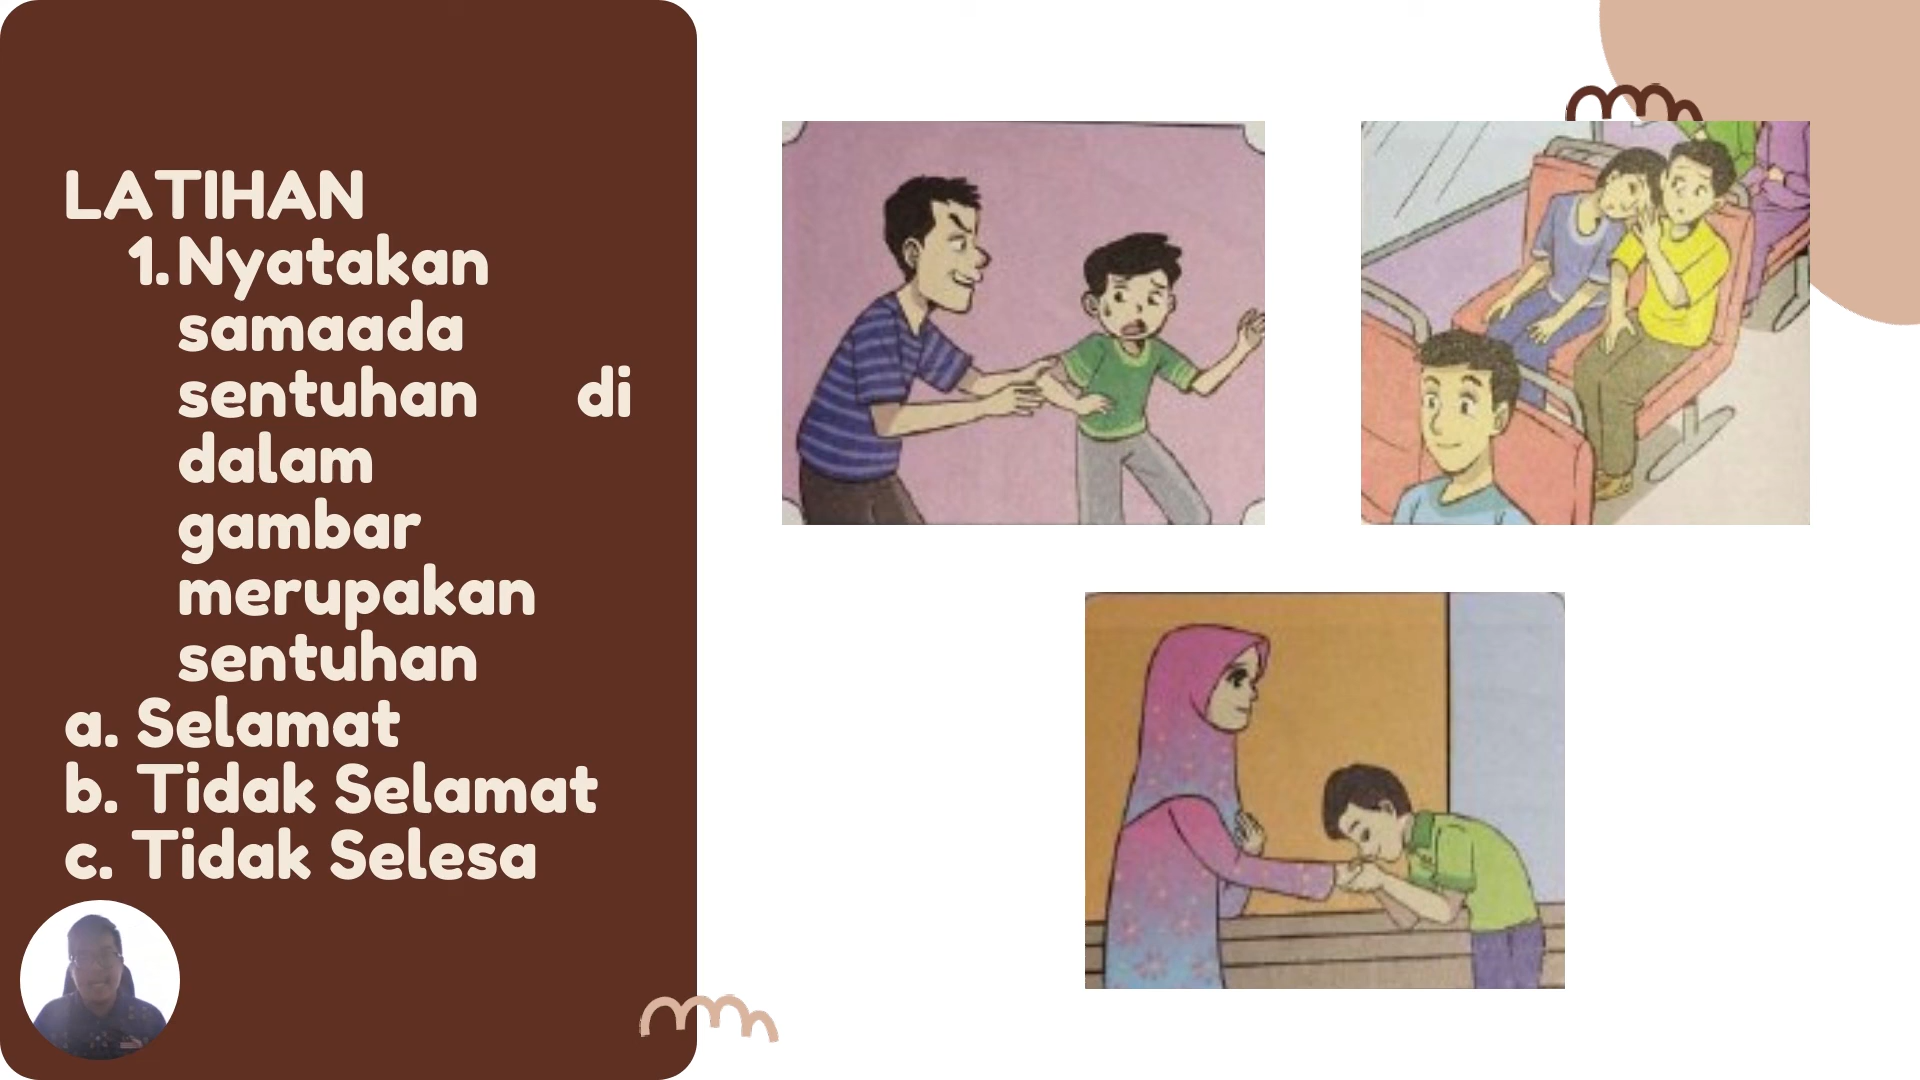 LATIHAN
1. Nyatakan
samaada
sentuhan di
dalam
gambar
merupakan
sentuhan
a. Selamat
b. Tidak Selamat
c. Tidak Selesa